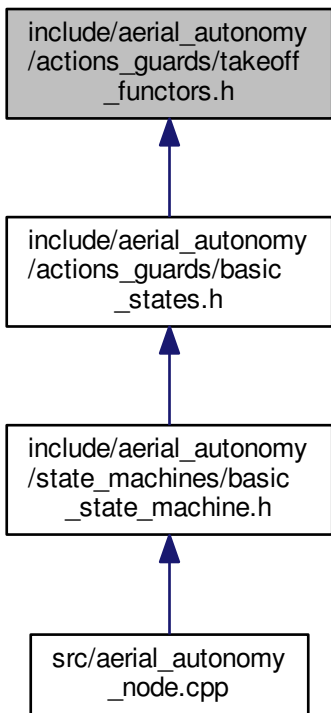 include/aerial_autonomy
/actions_guards/takeoff
_functors.h
include/aerial_autonomy
/actions_guards/basic
_states.h
include/aerial_autonomy
/state_machines/basic
_state_machine.h
src/aerial_autonomy
_node.cpp